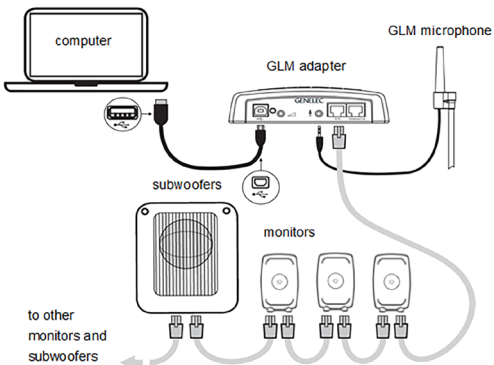 computer
GLM microphone
GLM adapter
GENELEC
subwoofers
monitors
to other
monitors and
subwoofers